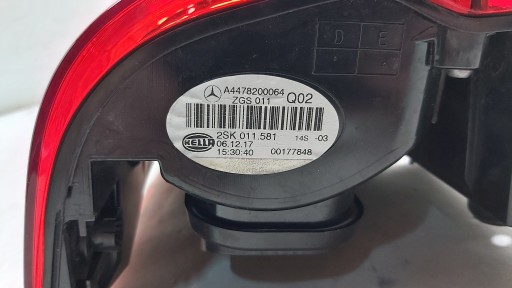 D E
A4478200064
ZGS 011 Q02
2SK 011.581 14S -03
HELLA
06.12.17
15:30:40 00177848